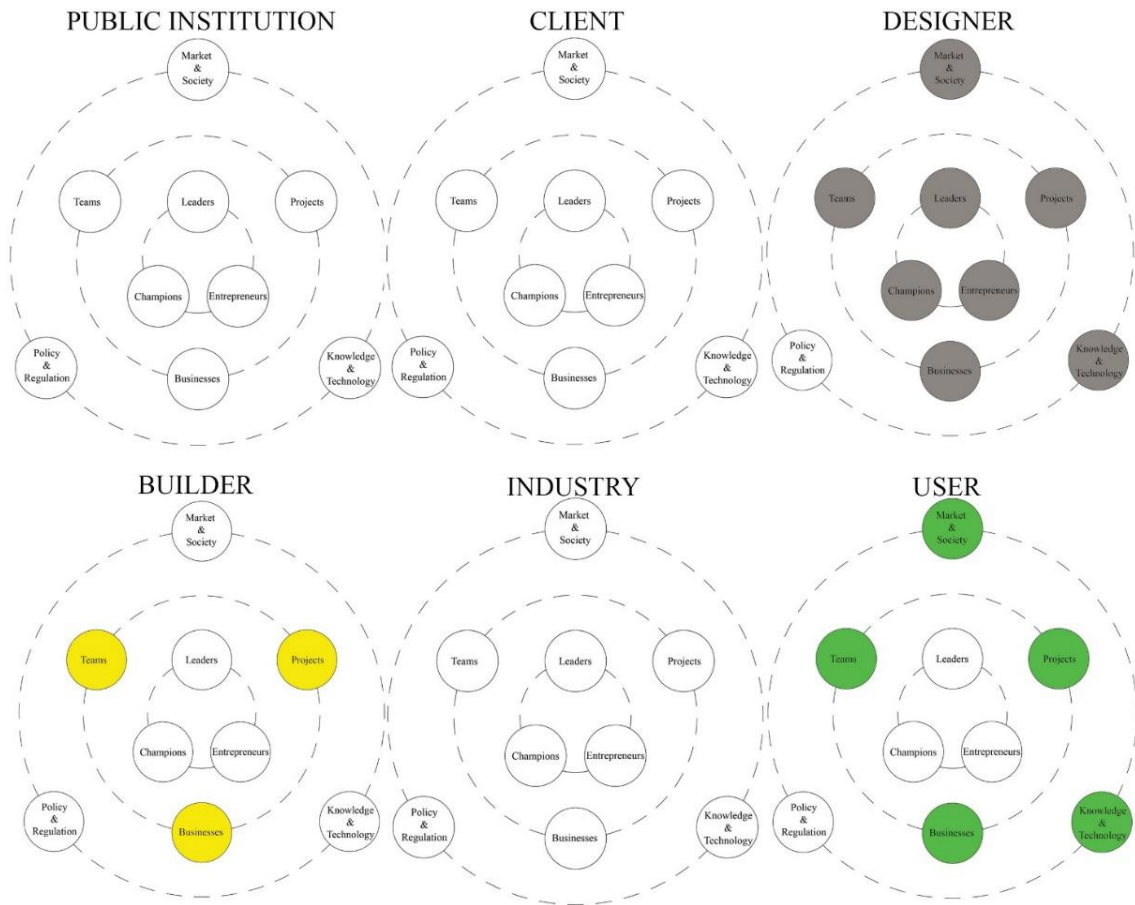 PUBLIC INSTITUTION
Market
&
Society
Teams
Leaders
Projects
Champions
Entrepreneurs
Policy
&
Regulation
Businesses
Knowledge
&
Technology
CLIENT
Market
&
Society
Teams
Leaders
Projects
Champions
Entrepreneurs
Policy
&
Regulation
Businesses
Knowledge
&
Technology
DESIGNER
Market
&
Society
Teams
Leaders
Projects
Champions
Entrepreneurs
Policy
&
Regulation
Businesses
Knowledge
&
Technology
BUILDER
Market
&
Society
Teams
Leaders
Projects
Champions
Entrepreneurs
Policy
&
Regulation
Businesses
Knowledge
&
Technology
INDUSTRY
Market
&
Society
Teams
Leaders
Projects
Champions
Entrepreneurs
Policy
&
Regulation
Businesses
Knowledge
&
Technology
USER
Market
&
Society
Teams
Leaders
Projects
Champions
Entrepreneurs
Policy
&
Regulation
Businesses
Knowledge
&
Technology